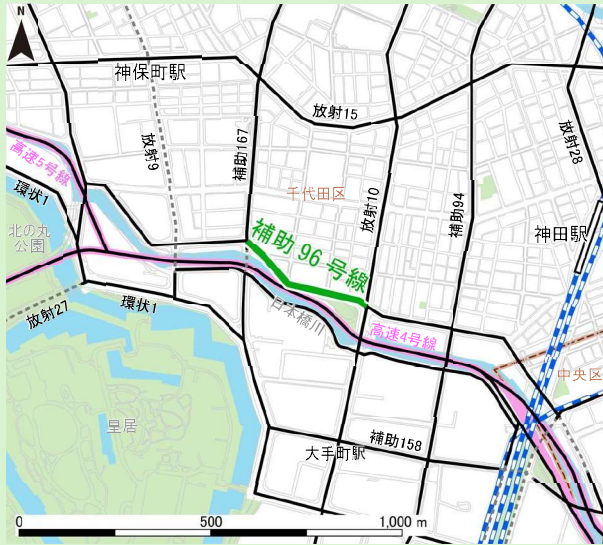 N
神保町駅
放射15
放射9
補助167
放射28
高速5号線
千代田区
放射10
補助94
環状1
北の丸
公園
補助96号線
神田駅
放射27
環状1
日本橋川
高速4号線
中央区
皇居
補助158
大手町駅
0 500 1,000 m